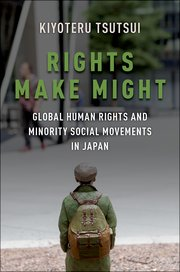 KIYOTERU TSUTSUI
RIGHTS
MAKE MIGHT
GLOBAL HUMAN RIGHTS AND
MINORITY SOCIAL MOVEMENTS
IN JAPAN